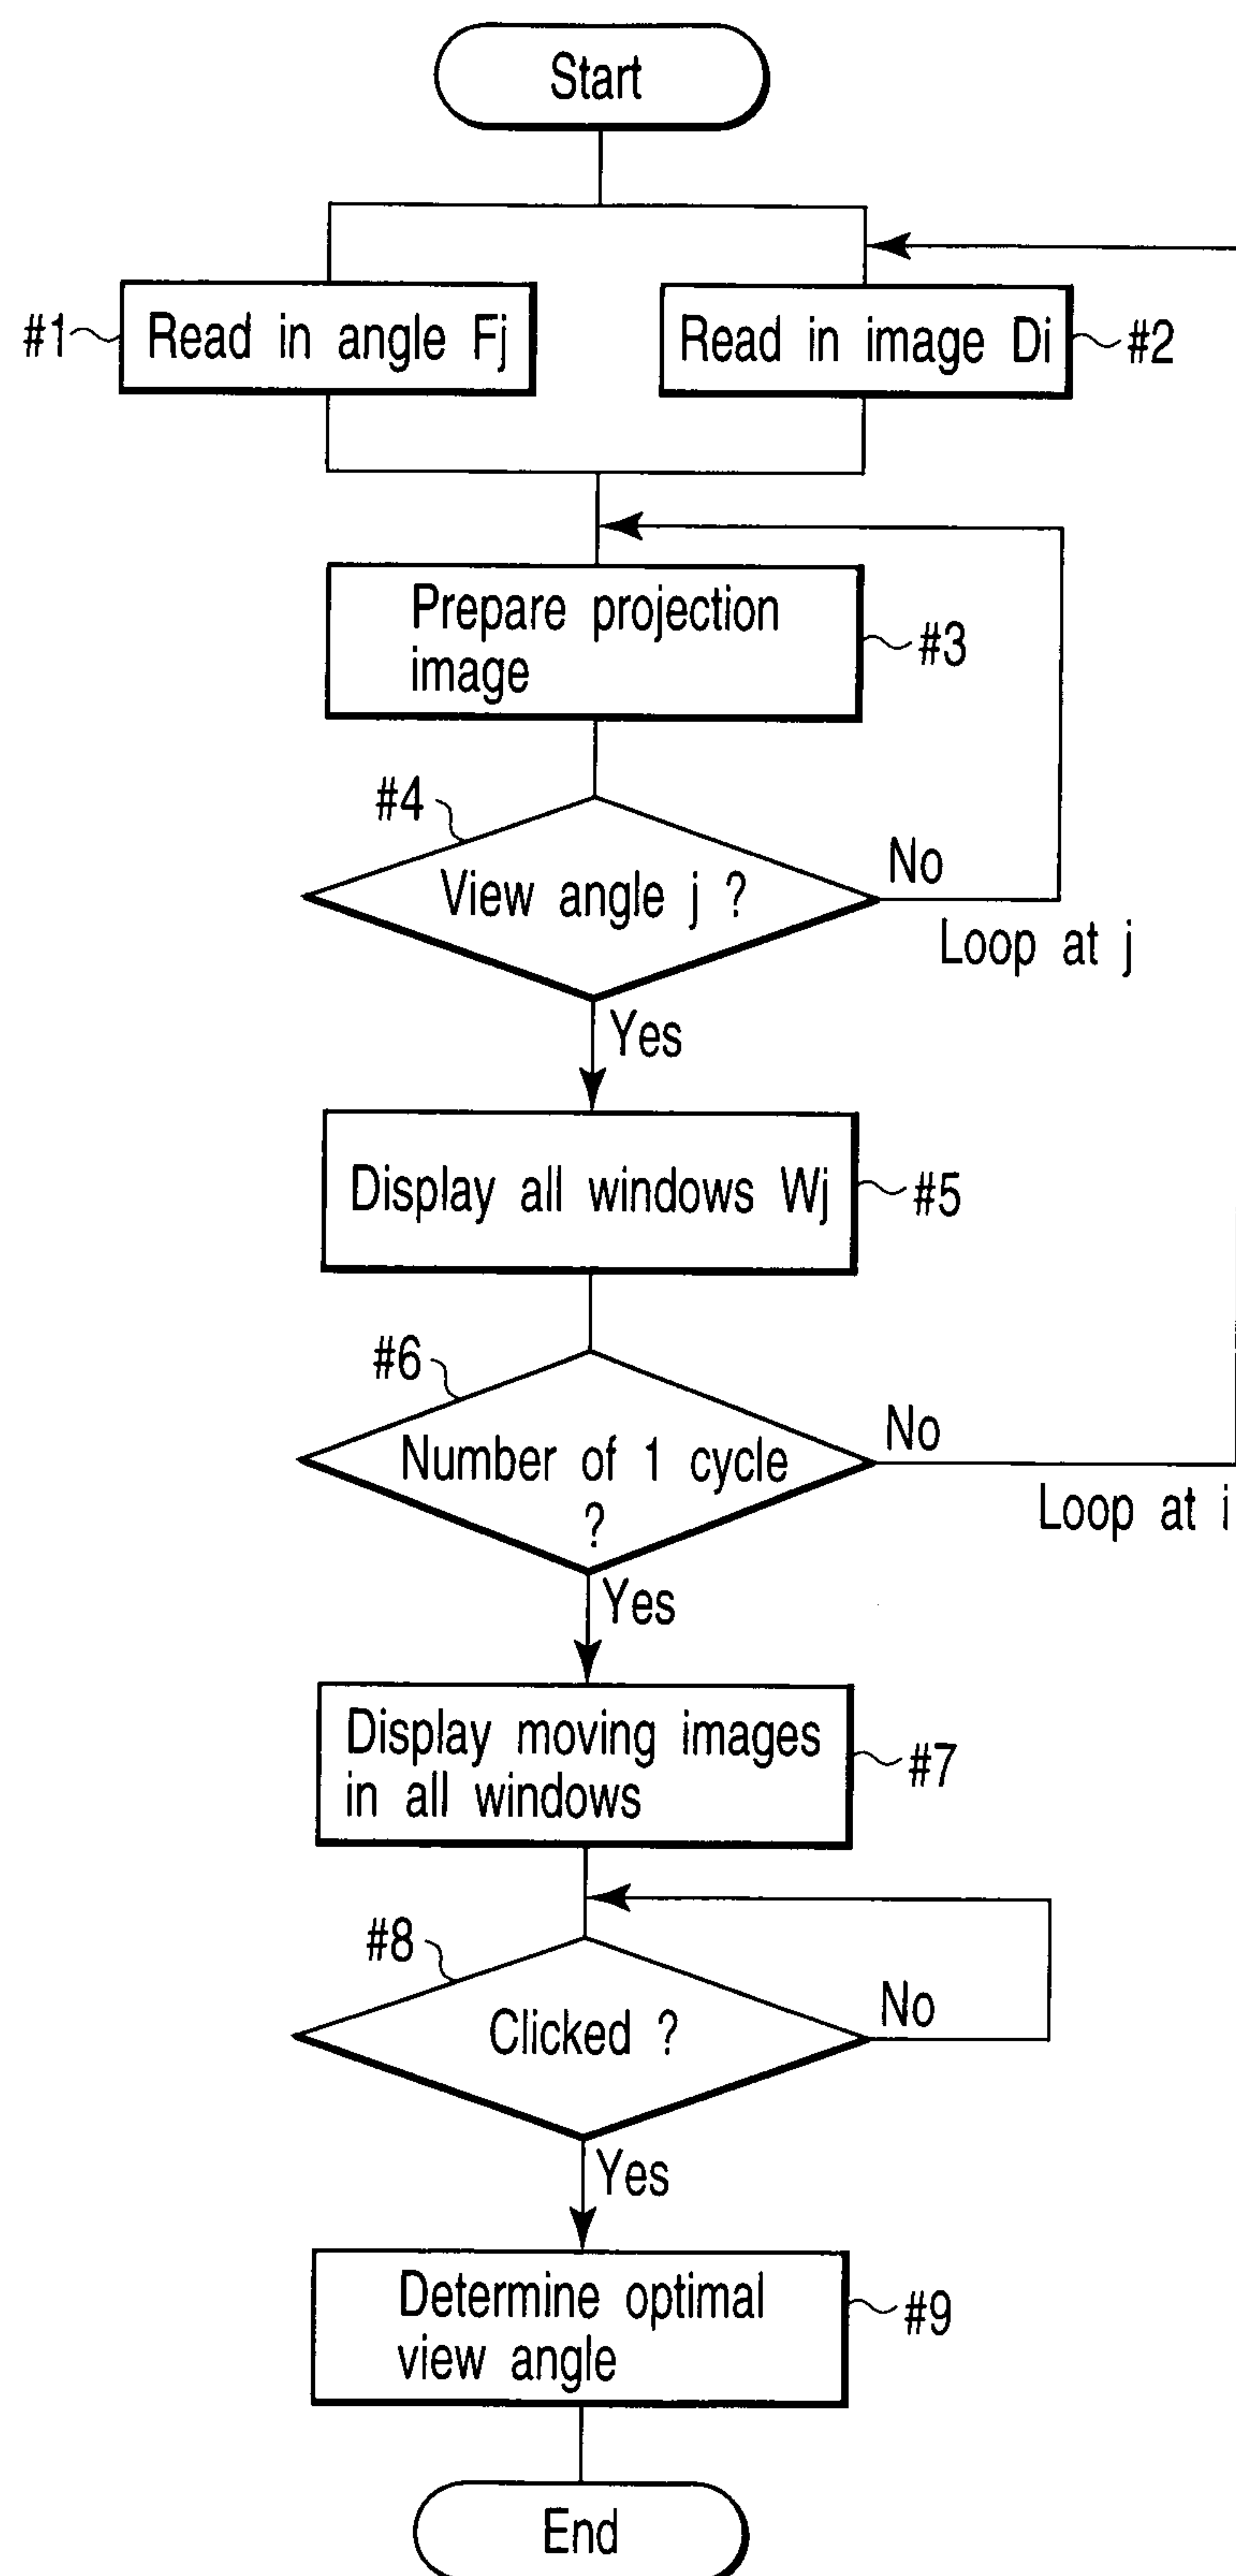 Start
#1
Read in angle Fj
Read in image Di
#2
Prepare projection
image
#3
#4
View angle j ?
No
Loop at j
Yes
Display all windows Wj
#5
#6
Number of 1 cycle
?
No
Loop at i
Yes
Display moving images
in all windows
#7
#8
Clicked ?
No
Yes
Determine optimal
view angle
#9
End